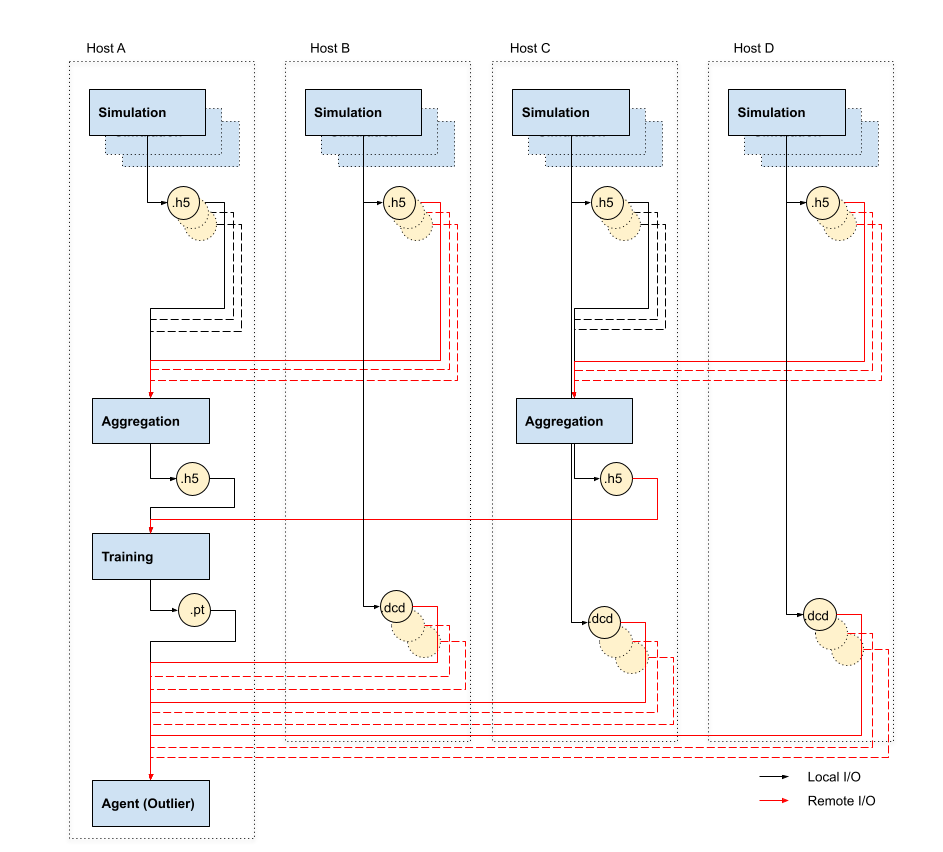 Host A
Host B
Host C
Host D
Simulation
Simulation
Simulation
Simulation
.h5
.h5
.h5
.h5
Aggregation
Aggregation
.h5
.h5
Training
.pt
.dcd
.dcd
.dcd
Agent (Outlier)
Local I/O
Remote I/O